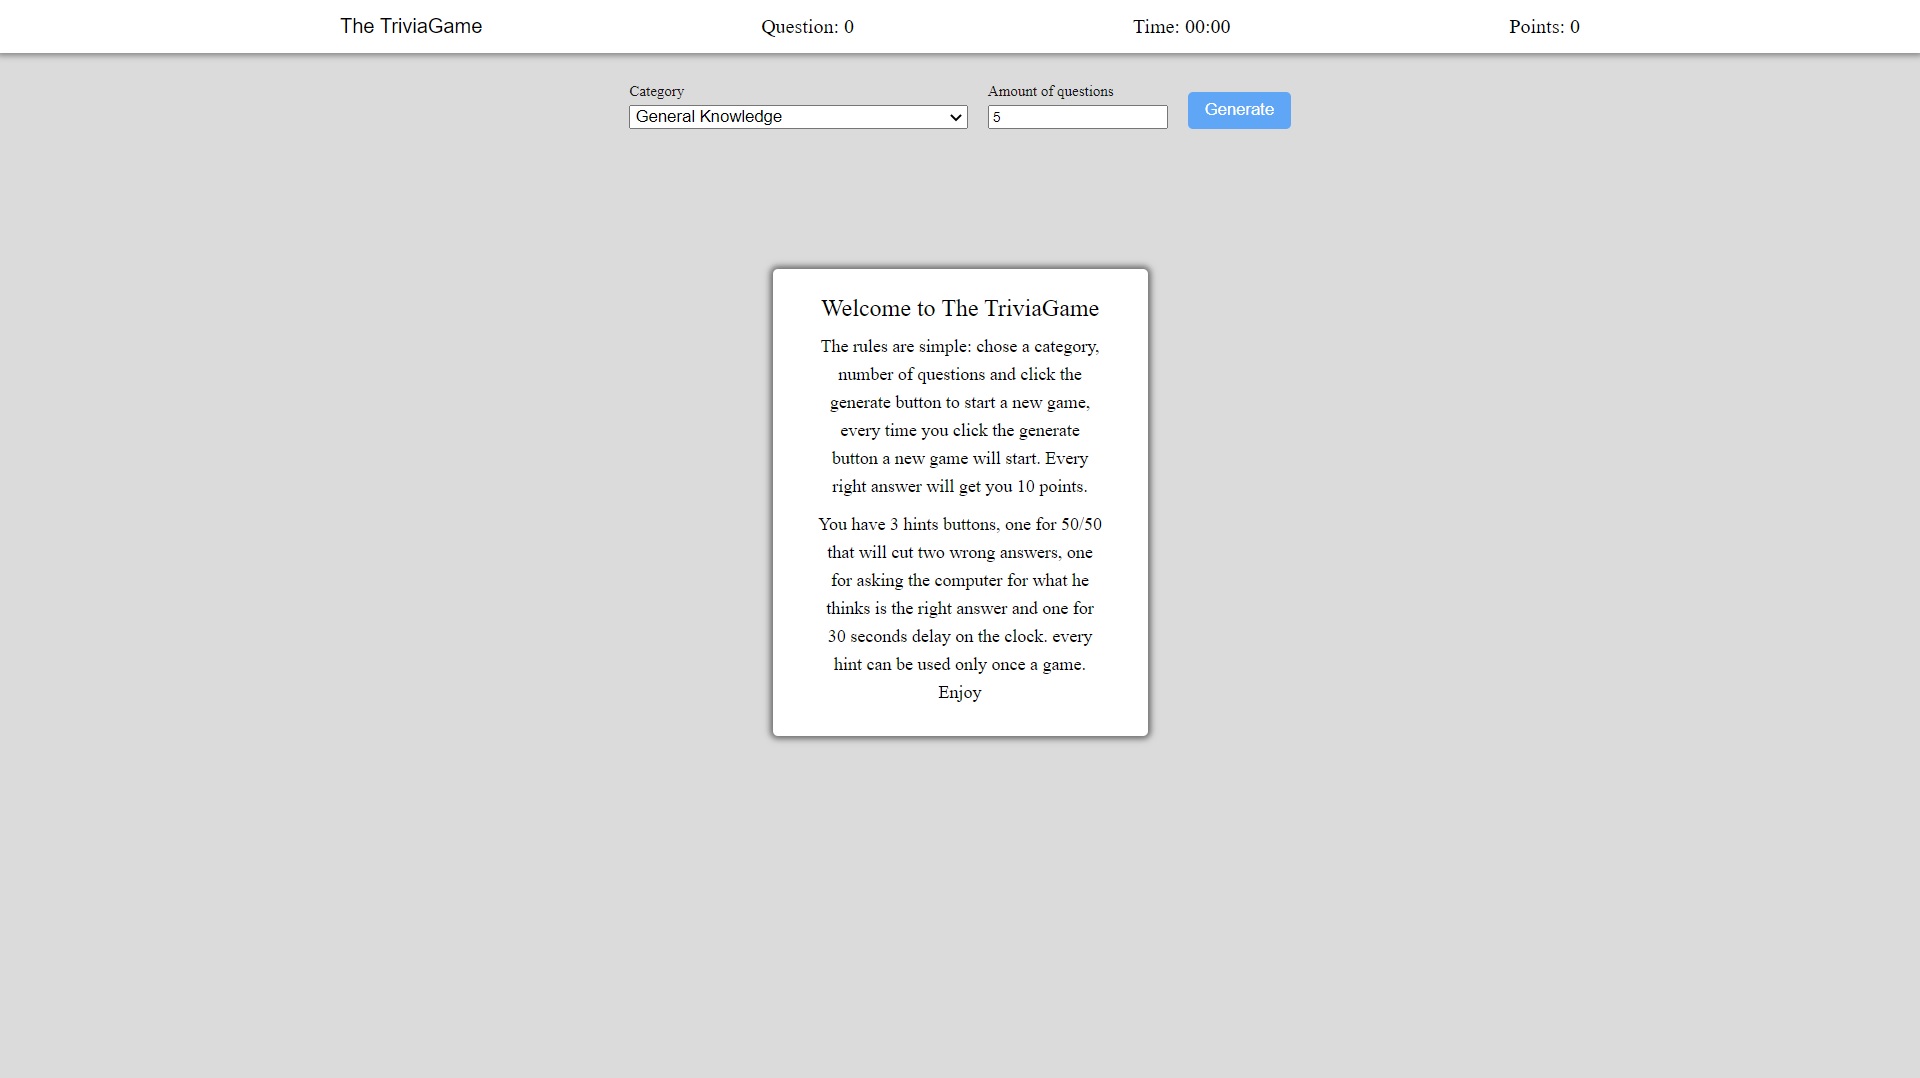 The TriviaGame
Question: 0
Time: 00:00
Points: 0
Category
Amount of questions
General Knowledge
5
Generate
Welcome to The TriviaGame
The rules are simple: chose a category,
number of questions and click the
generate button to start a new game,
every time you click the generate
button a new game will start. Every
right answer will get you 10 points.
You have 3 hints buttons, one for 50/50
that will cut two wrong answers, one
for asking the computer for what he
thinks is the right answer and one for
30 seconds delay on the clock. every
hint can be used only once a game.
Enjoy